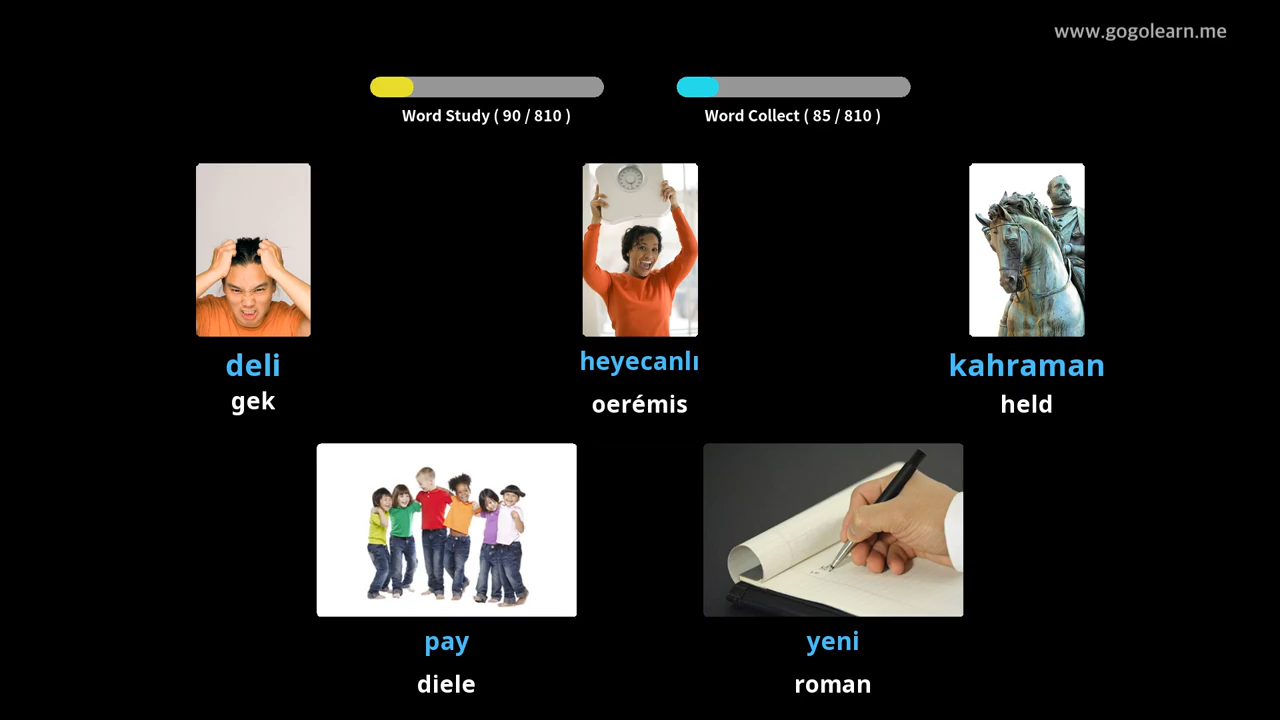 www.gogolearn.me
Word Study ( 90 / 810 )
Word Collect ( 85 / 810 )
deli
gek
heyecanlı
oerémis
kahraman
held
pay
diele
yeni
roman